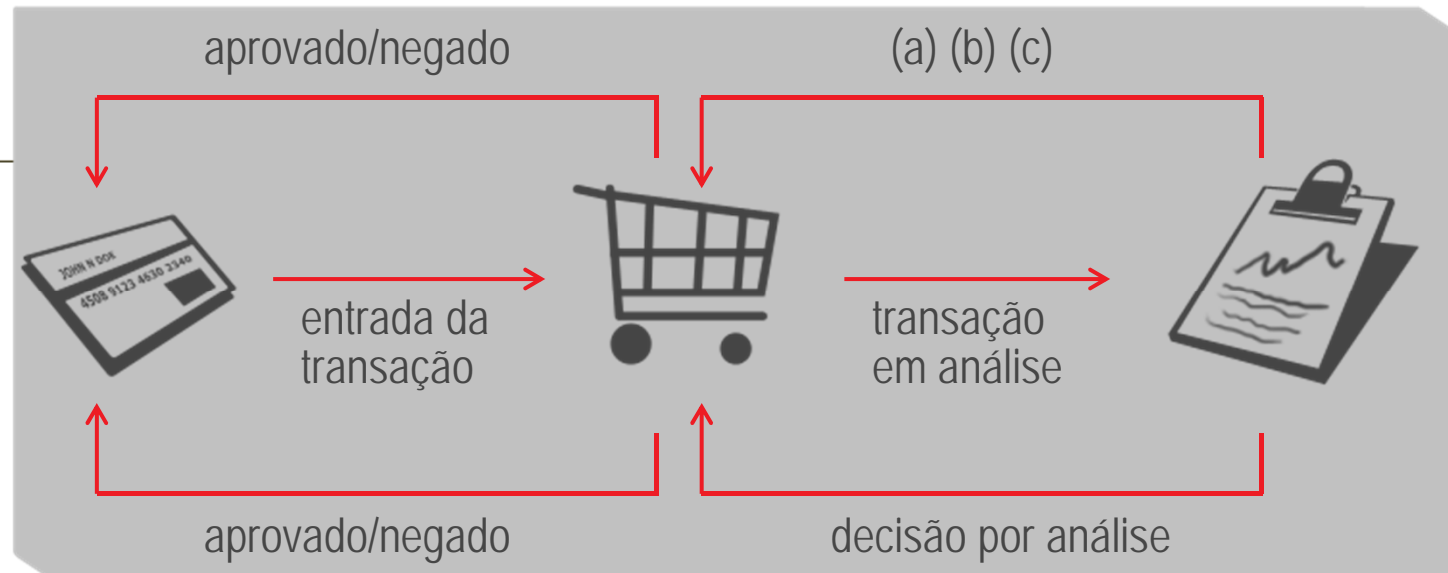 aprovado/negado
(a) (b) (c)
JOHN N DOE
4508 9123 4630 2340
entrada da
transação
transação
em análise
aprovado/negado
decisão por análise